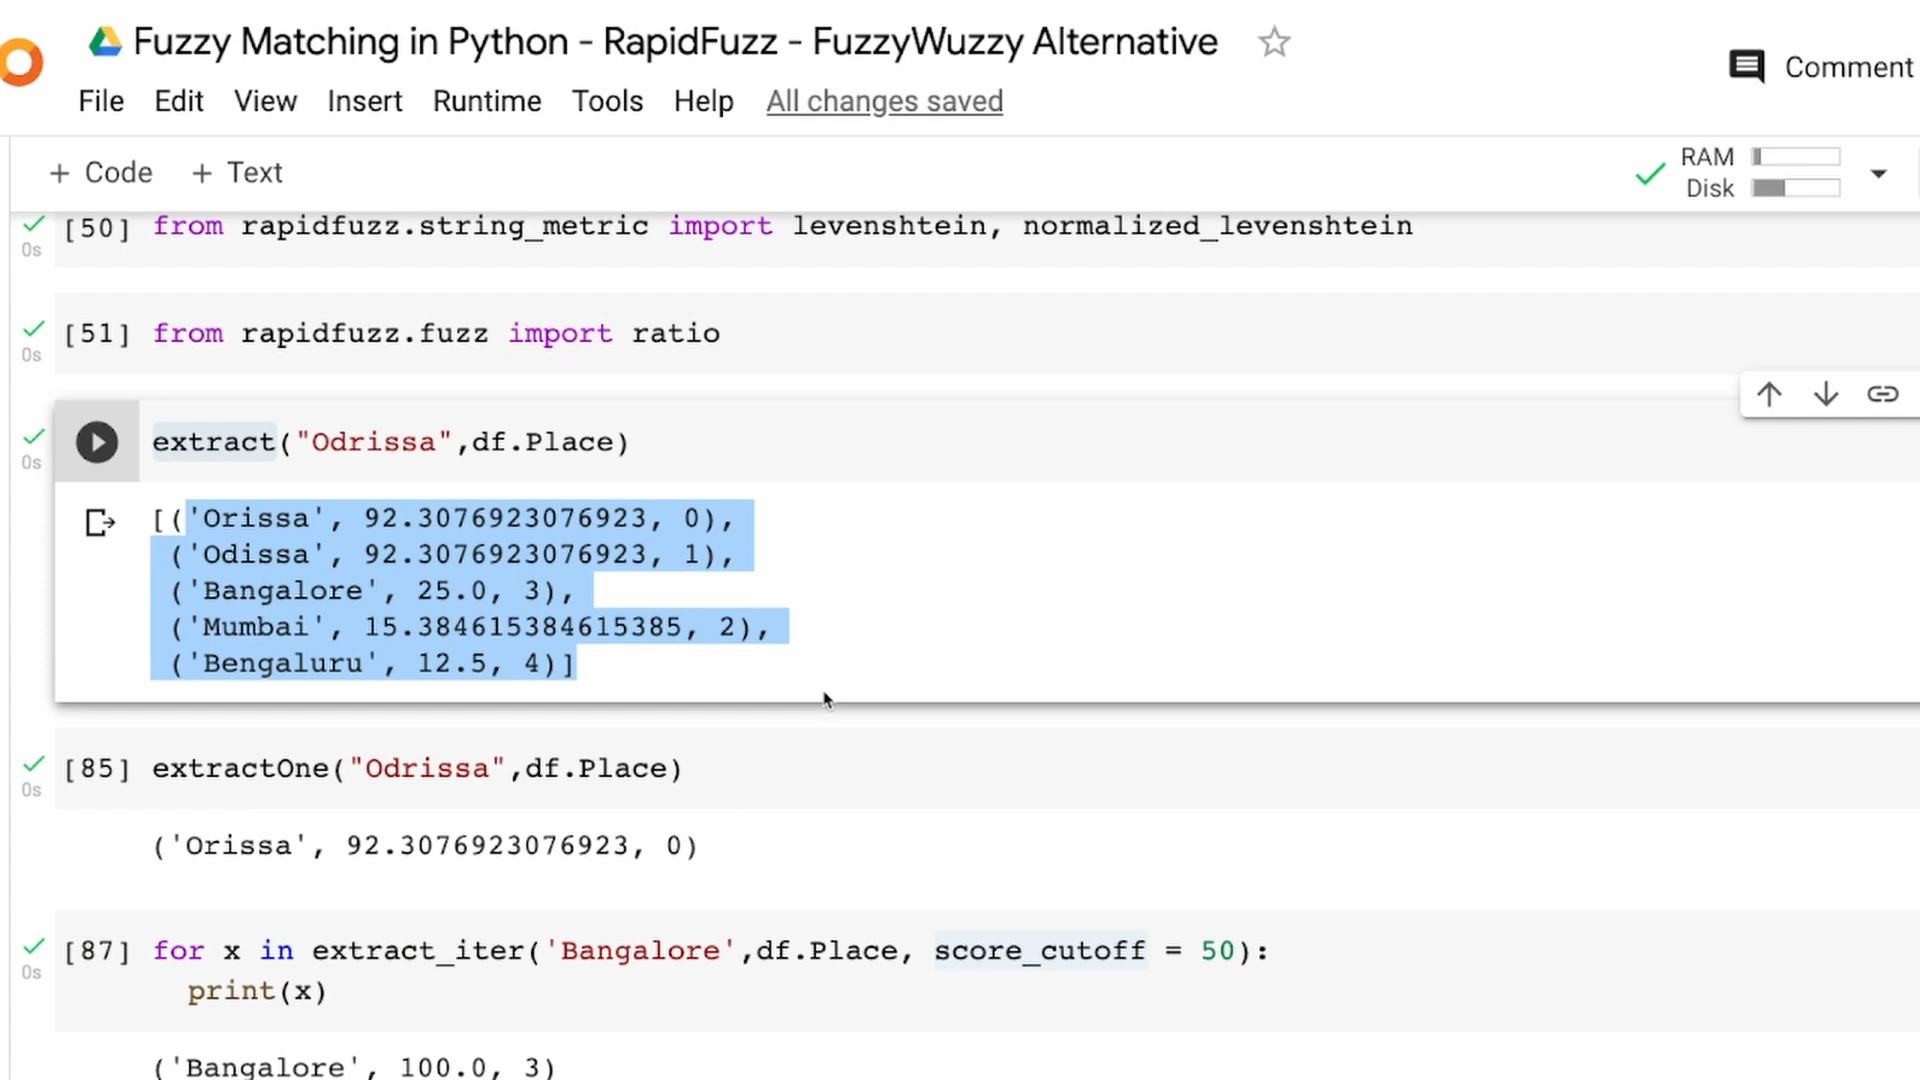 Fuzzy Matching in Python - RapidFuzz - FuzzyWuzzy Alternative
Comment
File Edit View Insert Runtime Tools Help All changes saved
+ Code + Text
RAM
Disk
[50] from rapidfuzz.string_metric import levenshtein, normalized_levenshtein
0s
[51] from rapidfuzz.fuzz import ratio
0s
extract("Odrissa",df.Place)
0s
[('Orissa', 92.3076923076923, 0),
('Odissa', 92.3076923076923, 1),
('Bangalore', 25.0, 3),
('Mumbai', 15.384615384615385, 2),
('Bengaluru', 12.5, 4)]
[85] extractOne("Odrissa",df.Place)
0s
('Orissa', 92.3076923076923, 0)
[87] for x in extract_iter('Bangalore',df.Place, score_cutoff = 50):
0s
print(x)
('Bangalore', 100.0, 3)